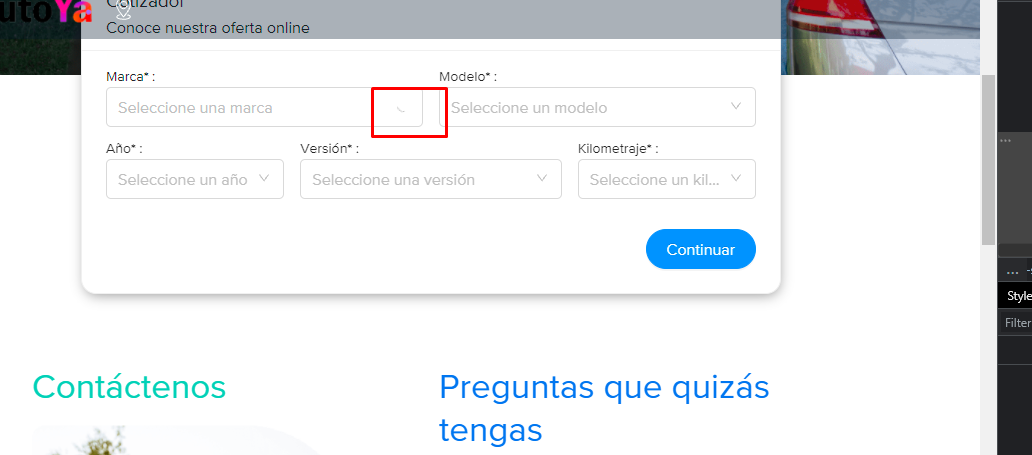 utoYa
Cotizador
Conoce nuestra oferta online
Marca* :
Modelo* :
Seleccione una marca
Seleccione un modelo
Año* :
Versión* :
Kilometraje* :
Seleccione un año
Seleccione una versión
Seleccione un kil...
Continuar
Contáctenos
Preguntas que quizás
tengas
...
...
Style
Filter